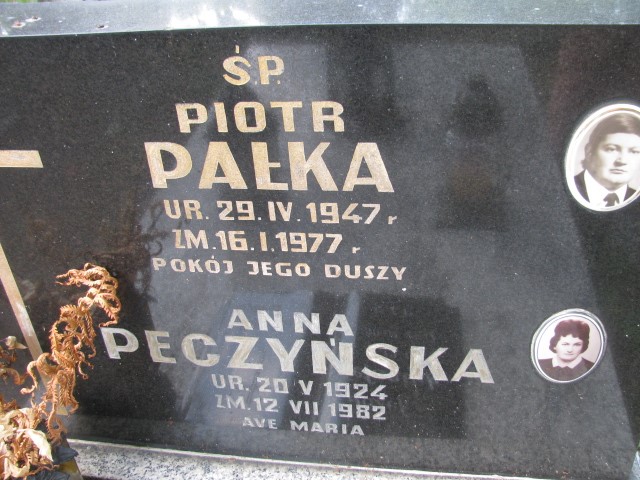 Ś.P.
PIOTR
PAŁKA
UR. 29.IV.1947 r
ZM. 16.I.1977 r
POKÓJ JEGO DUSZY
ANNA
PECZYŃSKA
UR. 20 V 1924
ZM. 12 VII 1982
AVE MARIA